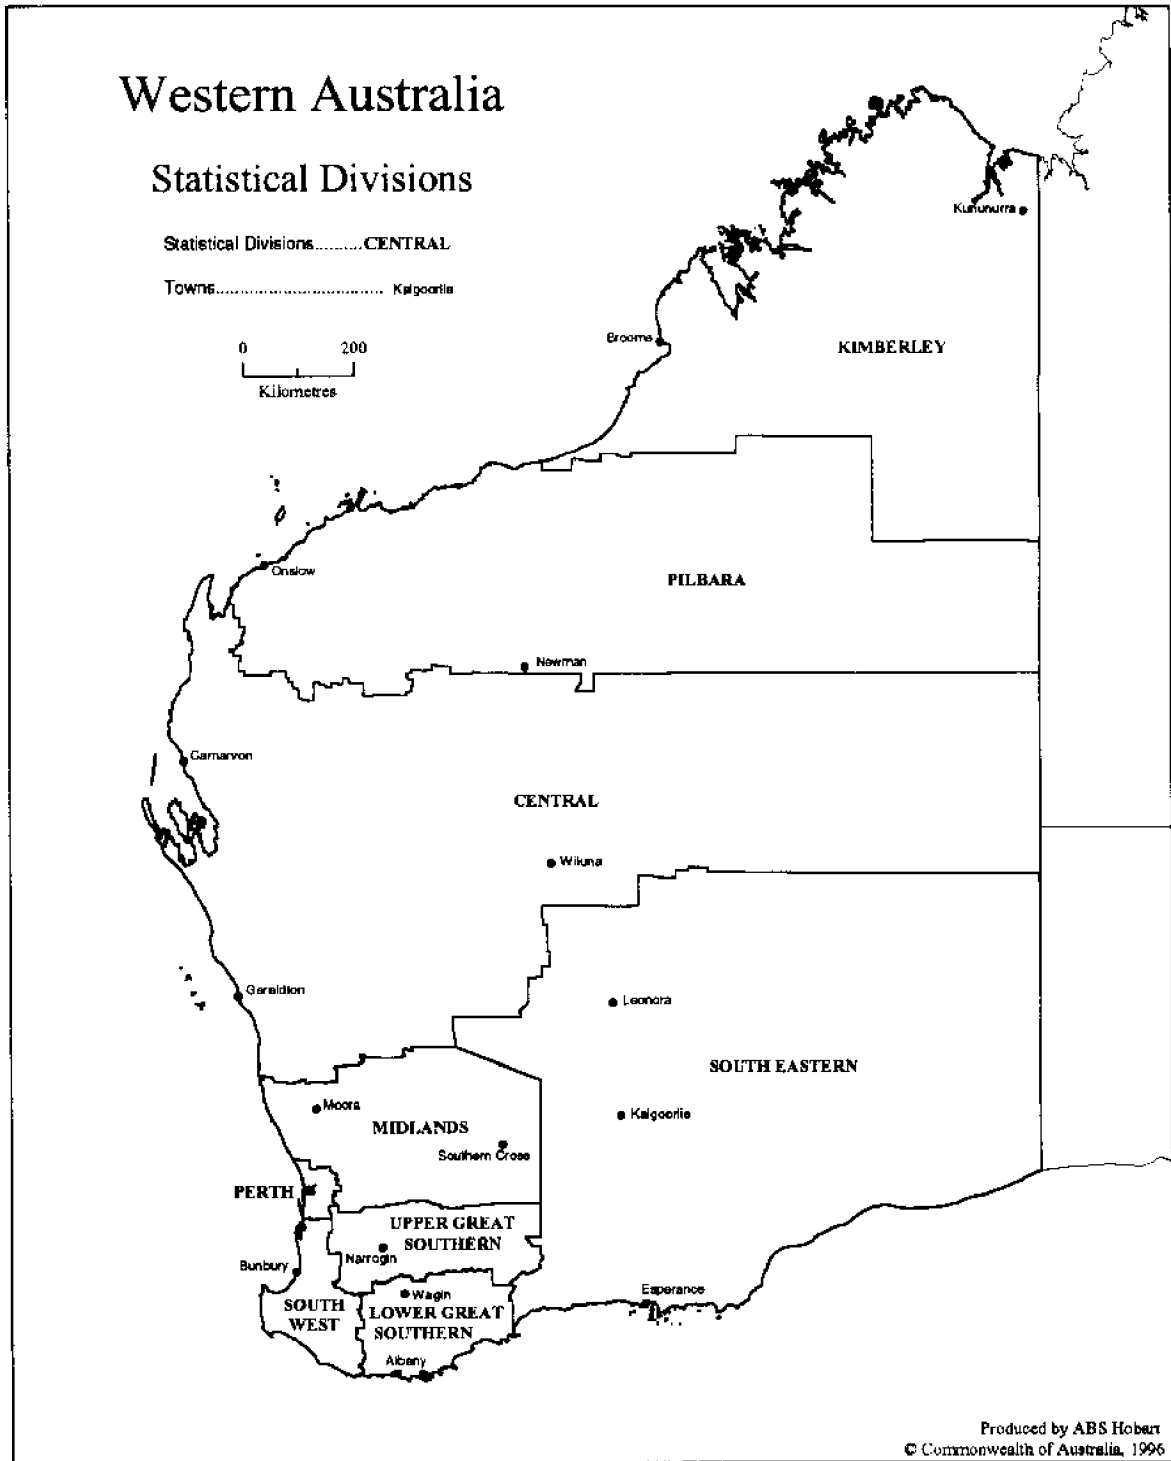 Western Australia
Statistical Divisions
Statistical Divisions..........CENTRAL
Towns.................................. Kalgoorlie
0 200
Kilometres
Kununurra
Broome
KIMBERLEY
Onslow
PILBARA
Newman
Carnarvon
CENTRAL
Wiluna
Geraldton
Leonora
SOUTH EASTERN
Moora
Kalgoorlie
MIDLANDS
Southern Cross
PERTH
UPPER GREAT
SOUTHERN
Narrogin
Bunbury
Esperance
Wagin
SOUTH
WEST
LOWER GREAT
SOUTHERN
Albany
Produced by ABS Hobart
© Commonwealth of Australia, 1996